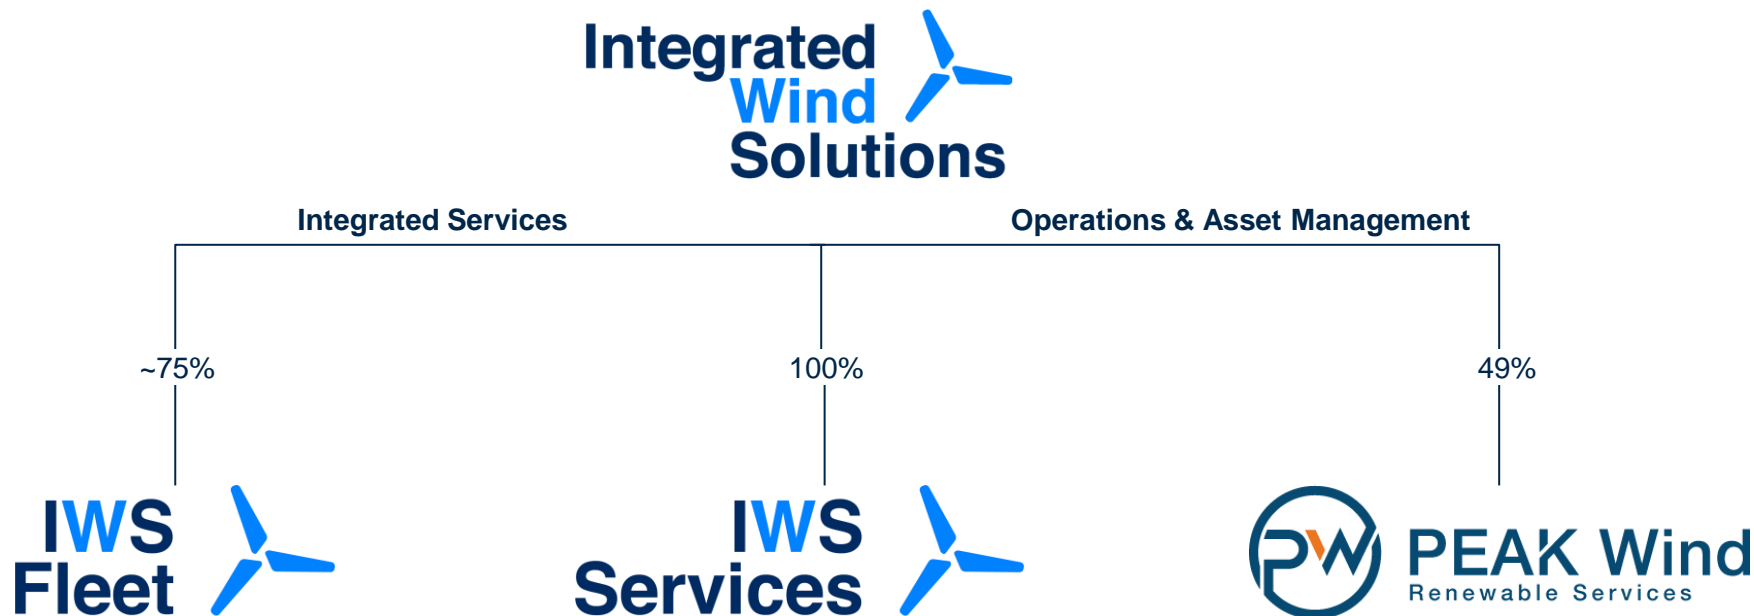 Integrated
Wind
Solutions
Integrated Services
Operations & Asset Management
~75%
100%
49%
IWS
Fleet
IWS
Services
PW
PEAK Wind
Renewable Services